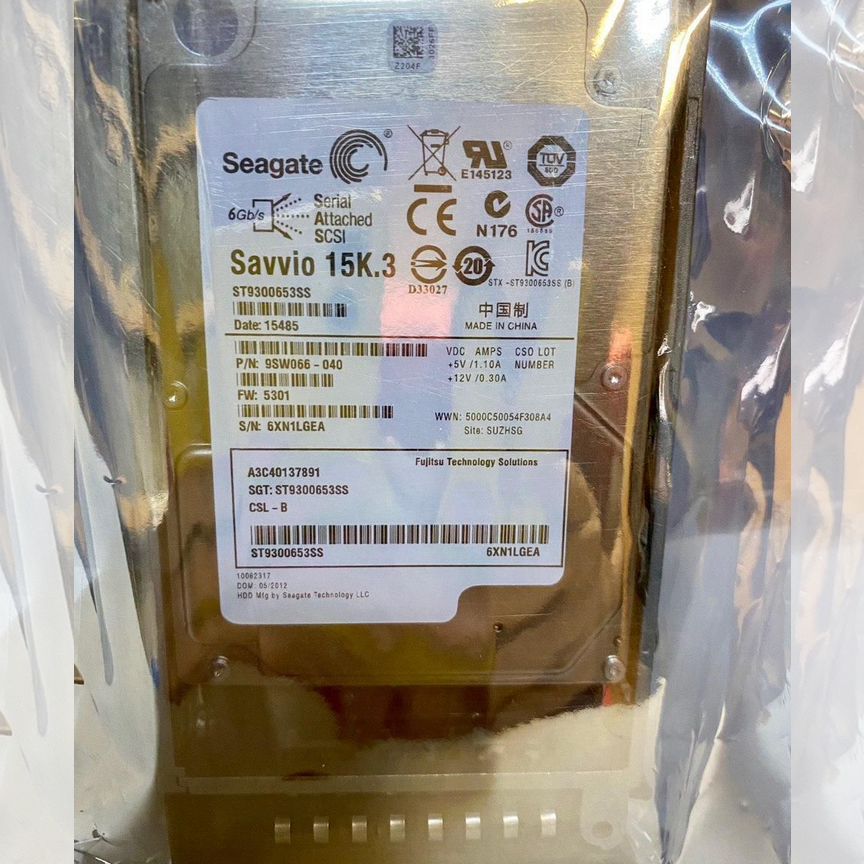 Z204F
Seagate ®
E145123
TUV
6Gb/s
Serial
Attached
SCSI
CE
N176
SA ®
Savvio 15K.3
D33027
20
STX -ST9300653SS (B)
ST9300653SS
Date: 15485
中国制
MADE IN CHINA
P/N: 9SW066-040
FW: 5301
S/N: 6XN1LGEA
VDC AMPS
+5V /1.10A
+12V /0.30A
CSO LOT
NUMBER
WWN: 5000C50054F308A4
Site: SUZHSG
Fujitsu Technology Solutions
A3C40137891
SGT: ST9300653SS
CSL - B
ST9300653SS 6XN1LGEA
10062317
DOM: 05/2012
HDD Mfg by Seagate Technology LLC